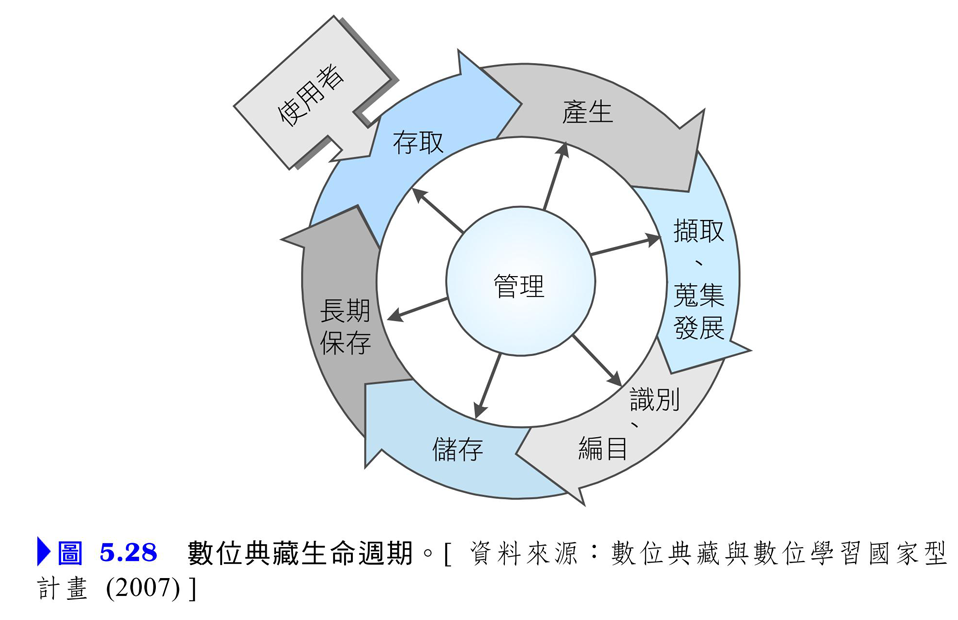 使用者
存取
產生
擷取
、
蒐集
發展
識別
、
編目
儲存
長期
保存
管理
圖 5.28 數位典藏生命週期。[ 資料來源：數位典藏與數位學習國家型
計畫 (2007) ]